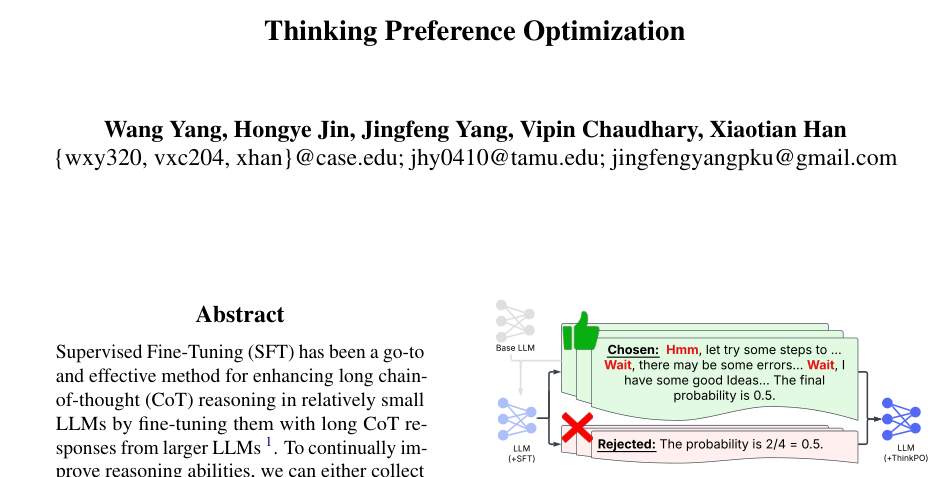 Thinking Preference Optimization
Wang Yang, Hongye Jin, Jingfeng Yang, Vipin Chaudhary, Xiaotian Han
{wxy320, vxc204, xhan}@case.edu; jhy0410@tamu.edu; jingfengyangpku@gmail.com
Abstract
Supervised Fine-Tuning (SFT) has been a go-to
and effective method for enhancing long chain-
of-thought (CoT) reasoning in relatively small
LLMs by fine-tuning them with long CoT re-
sponses from larger LLMs 1. To continually im-
prove reasoning abilities, we can either collect
Base LLM
Chosen: Hmm, let try some steps to ...
Wait, there may be some errors... Wait, I
have some good Ideas... The final
probability is 0.5.
Rejected: The probability is 2/4 = 0.5.
LLM
(+SFT)
LLM
(+ThinkPO)